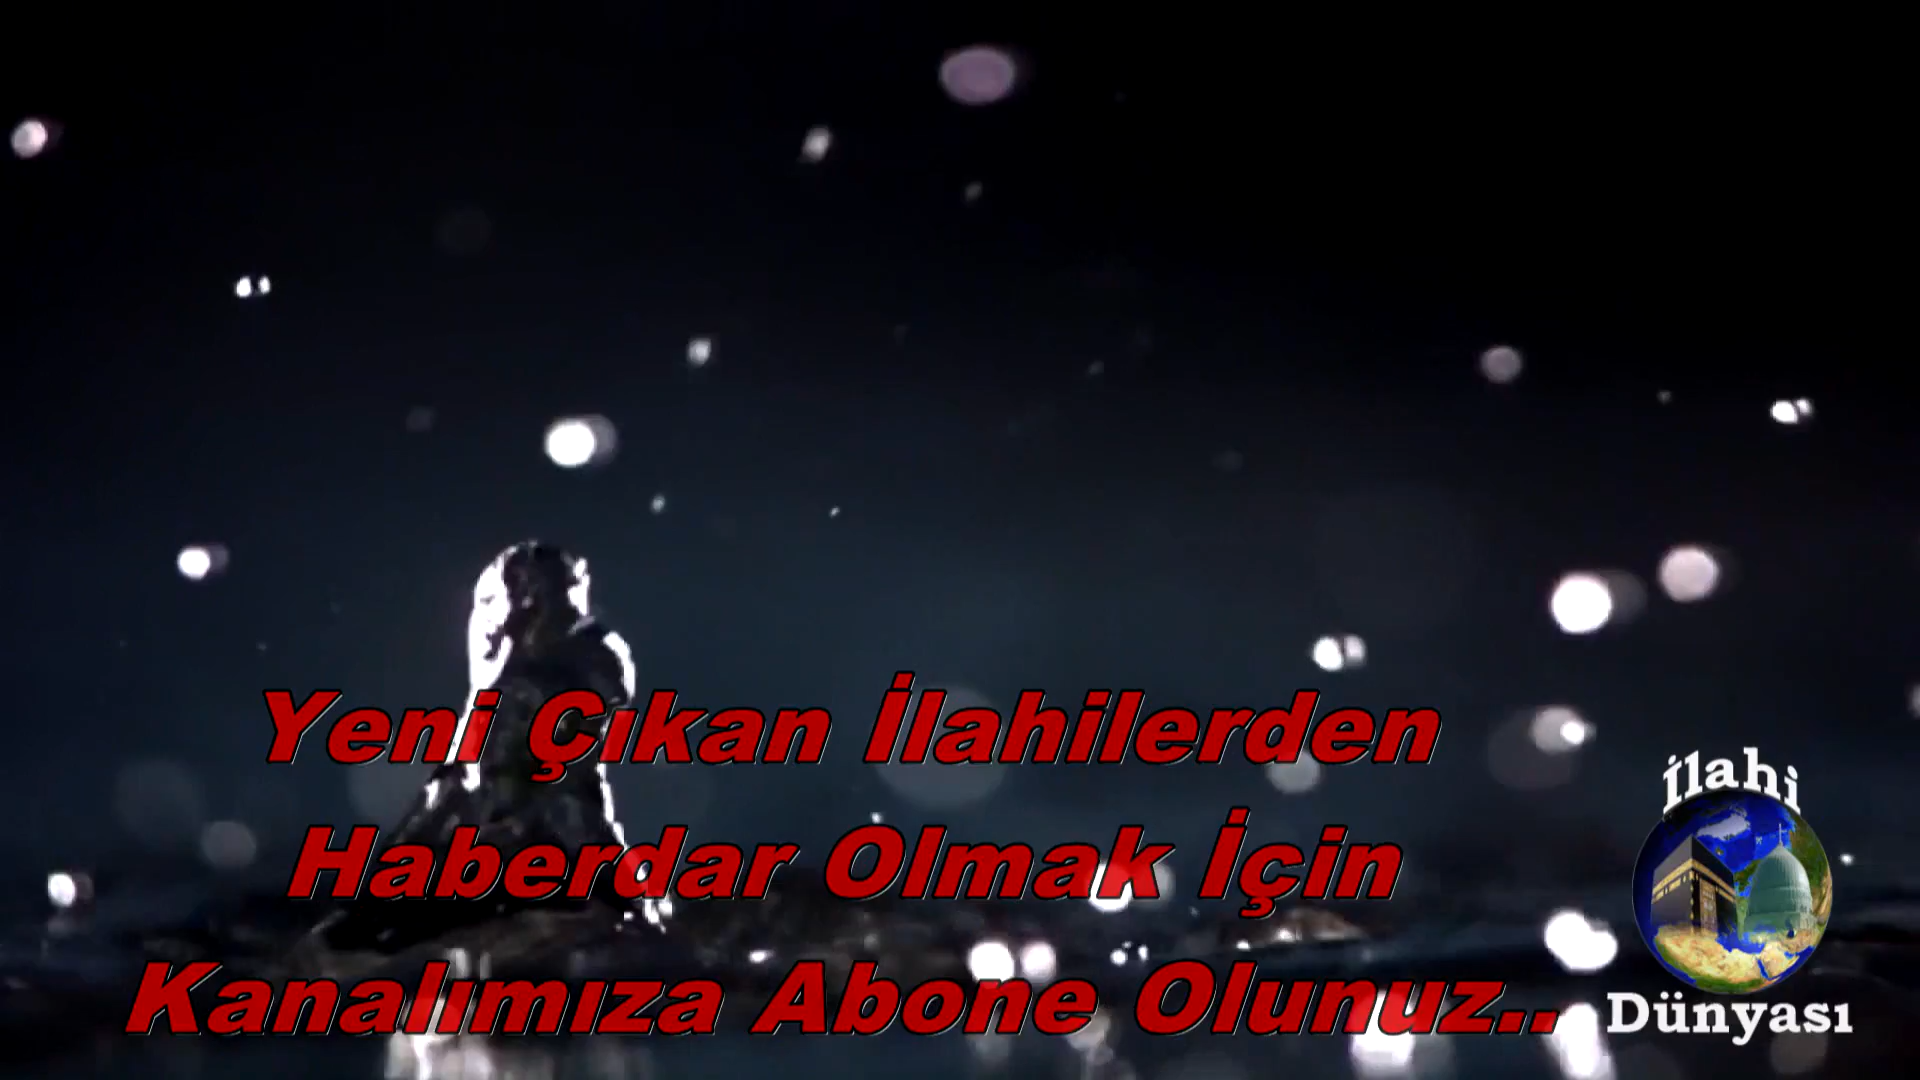 Yeni Çıkan İlahilerden
Haberdar Olmak İçin
Kanalımıza Abone Olunuz..
İlahi
Dünyası